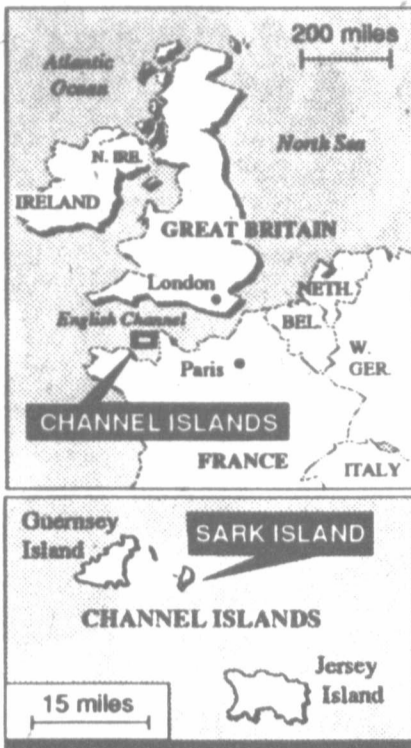 200 miles
Atlantic
Ocean
North Sea
N. IRE.
IRELAND
GREAT BRITAIN
London
NETH.
English Channel
BEL.
W.
GER.
Paris
CHANNEL ISLANDS
FRANCE
ITALY
Guernsey
Island
SARK ISLAND
CHANNEL ISLANDS
Jersey
Island
15 miles